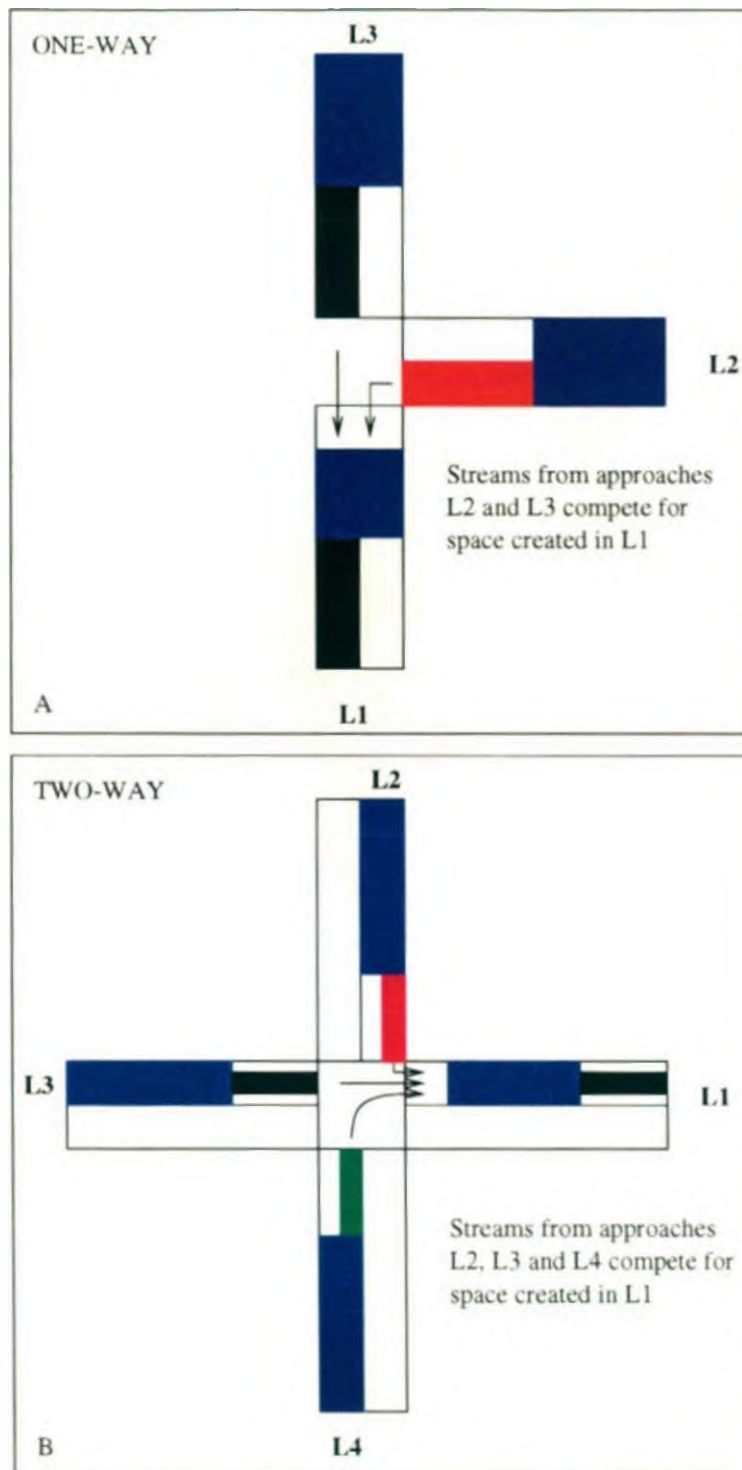 ONE-WAY
L3
L2
Streams from approaches
L2 and L3 compete for
space created in L1
A
L1
TWO-WAY
L2
L3
L1
Streams from approaches
L2, L3 and L4 compete for
space created in L1
B
L4